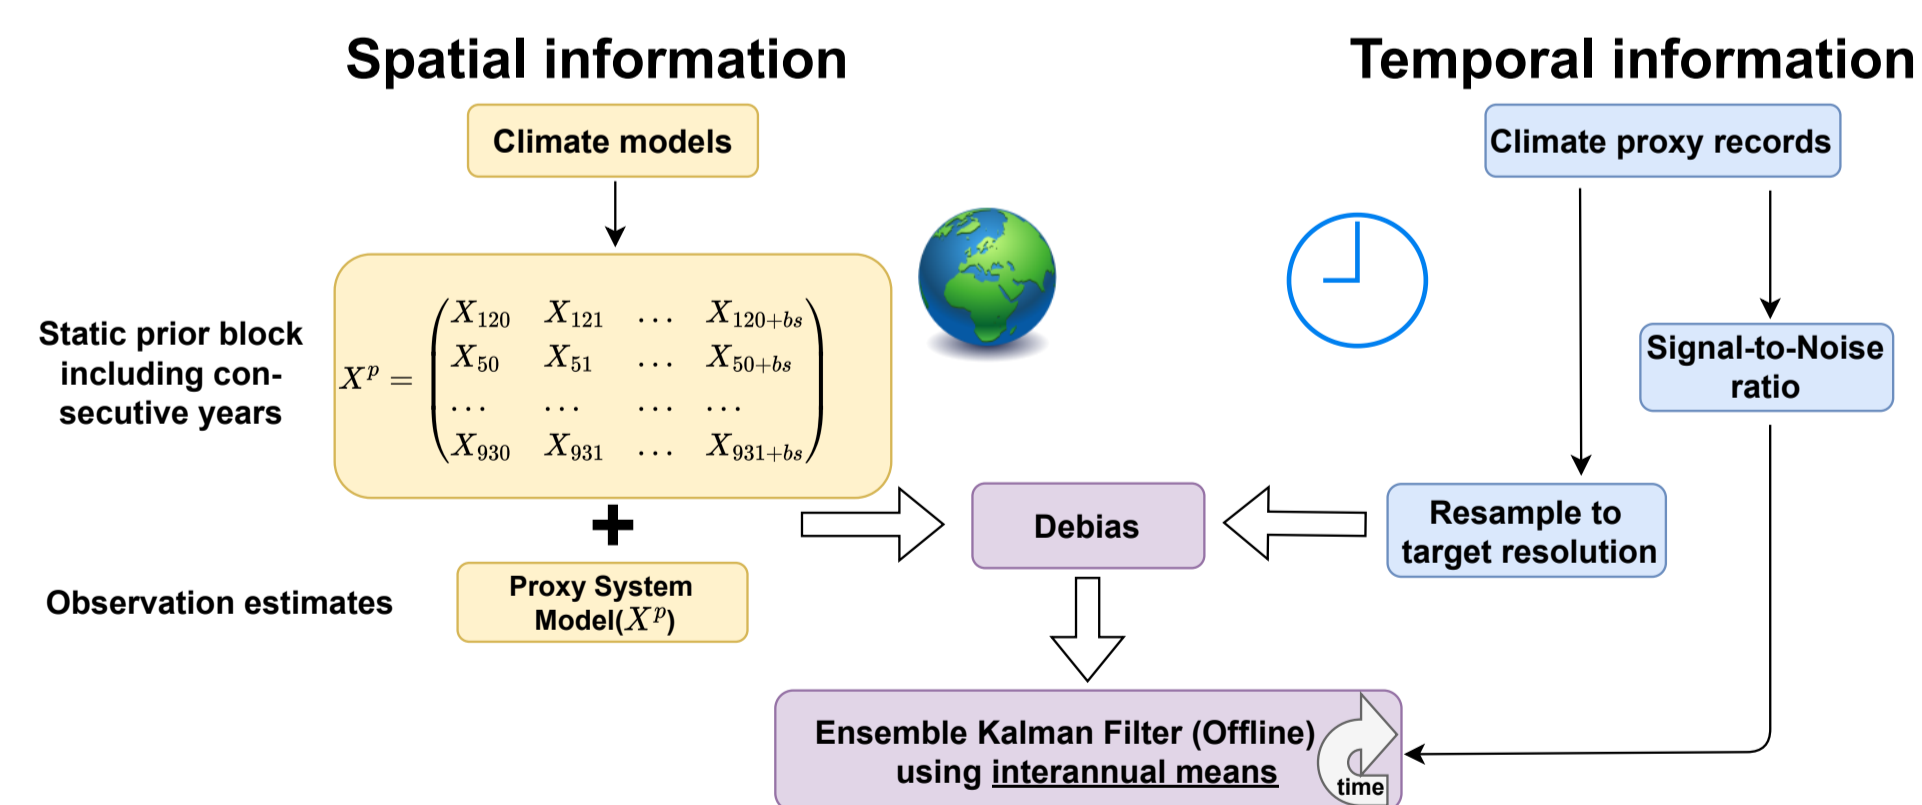 Spatial information
Temporal information
Climate models
Climate proxy records
Static prior block
including con-
secutive years
X^p = 
X_120 X_121 ... X_120+bs
X_50 X_51 ... X_50+bs
... ... ... ...
X_930 X_931 ... X_931+bs
Signal-to-Noise
ratio
+
Debias
Resample to
target resolution
Observation estimates
Proxy System
Model(X^p)
Ensemble Kalman Filter (Offline)
using interannual means
time